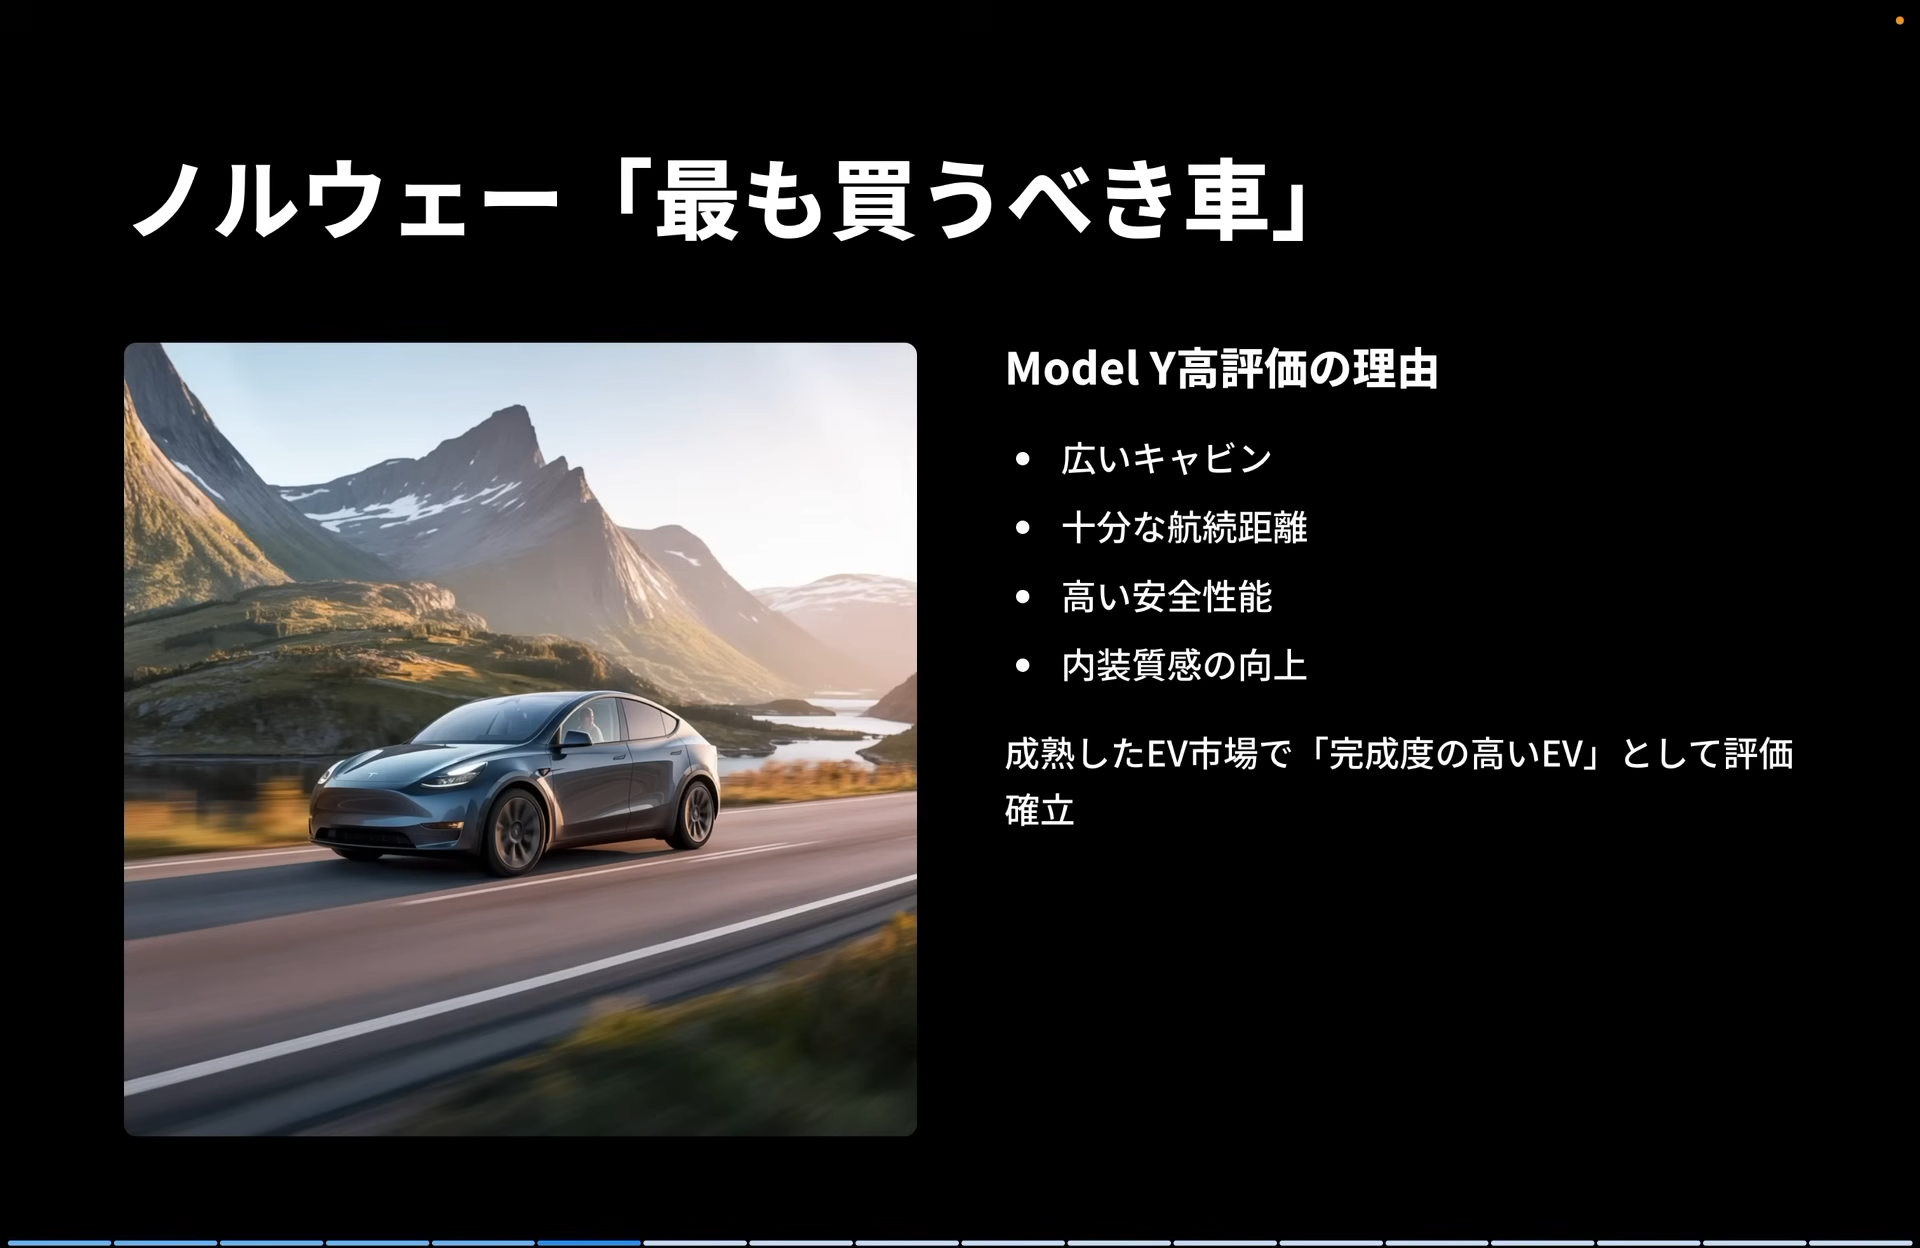 ノルウェー「最も買うべき車」
Model Y高評価の理由
• 広いキャビン
• 十分な航続距離
• 高い安全性能
• 内装質感の向上
成熟したEV市場で「完成度の高いEV」として評価
確立